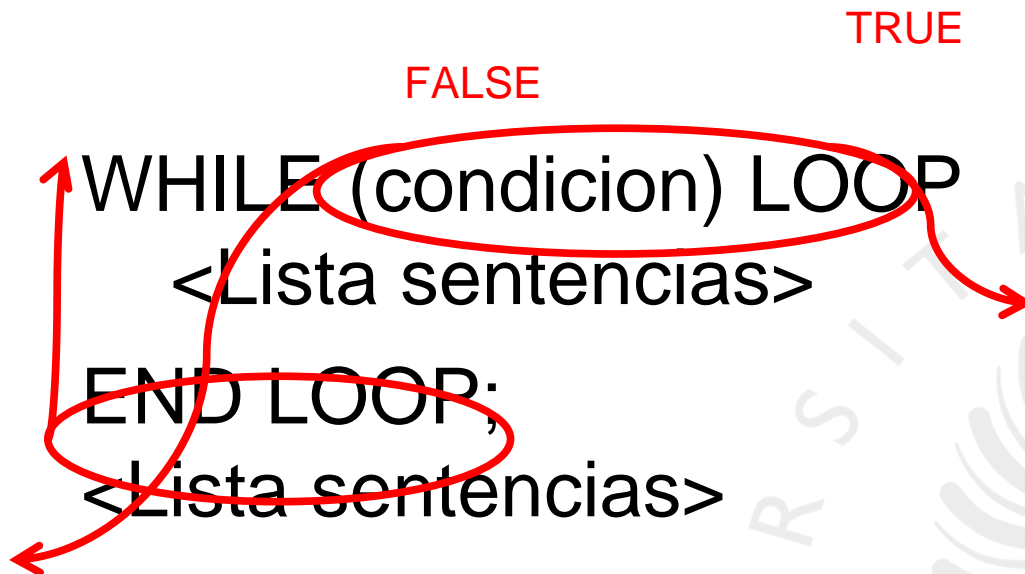 TRUE
FALSE
WHILE (condicion) LOOP
<Lista sentencias>
END LOOP;
<Lista sentencias>
R S I T